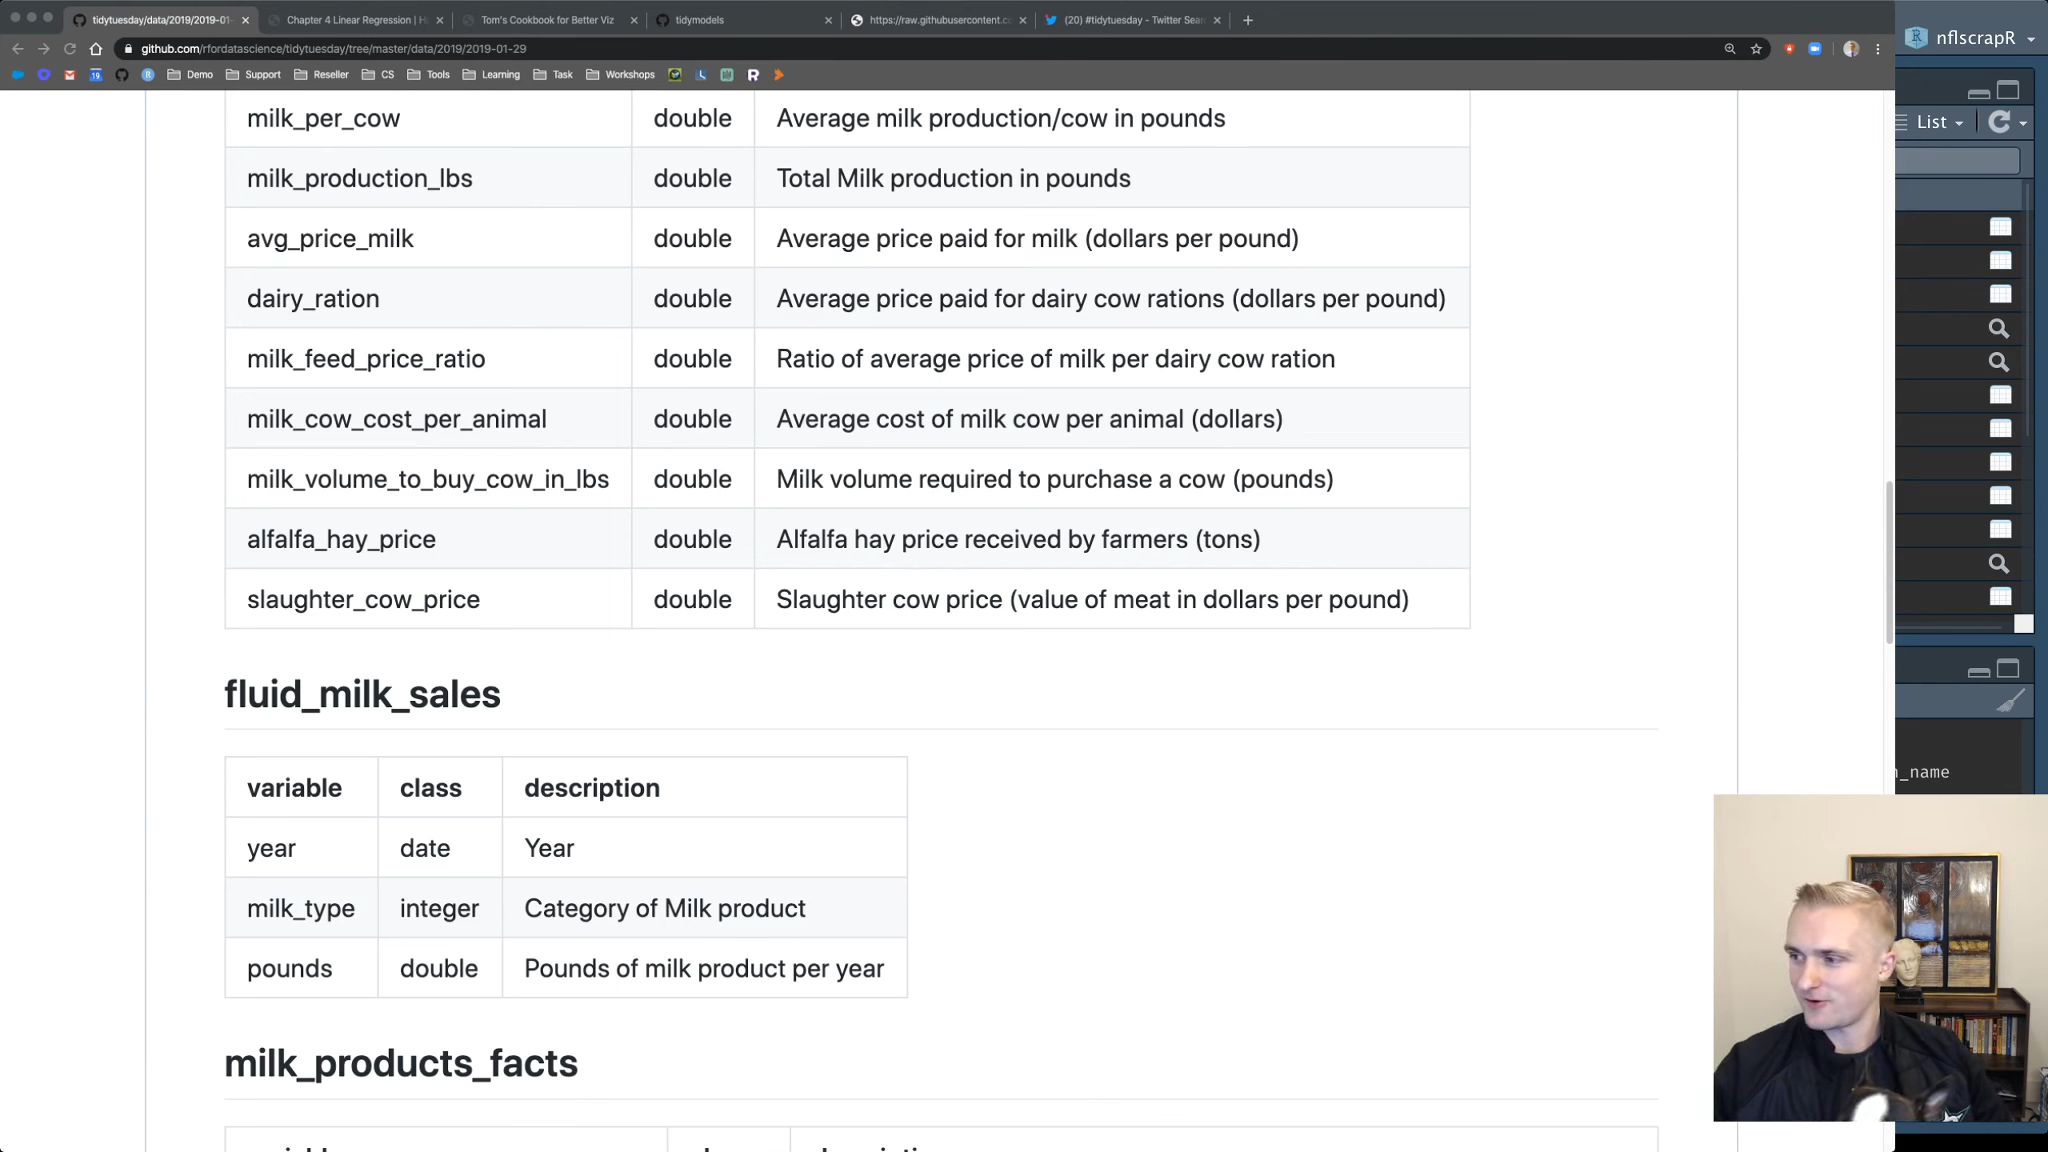 tidytuesday/data/2019/2019-01- Chapter 4 Linear Regression | H Tom's Cookbook for Better Viz tidymodels https://raw.githubusercontent.c (20) #tidytuesday - Twitter Sear
github.com/rfordatascience/tidytuesday/tree/master/data/2019/2019-01-29
19 R Demo Support Reseller CS Tools Learning Task Workshops L R
R nflscrapR
List
milk_per_cow double Average milk production/cow in pounds
milk_production_lbs double Total Milk production in pounds
avg_price_milk double Average price paid for milk (dollars per pound)
dairy_ration double Average price paid for dairy cow rations (dollars per pound)
milk_feed_price_ratio double Ratio of average price of milk per dairy cow ration
milk_cow_cost_per_animal double Average cost of milk cow per animal (dollars)
milk_volume_to_buy_cow_in_lbs double Milk volume required to purchase a cow (pounds)
alfalfa_hay_price double Alfalfa hay price received by farmers (tons)
slaughter_cow_price double Slaughter cow price (value of meat in dollars per pound)
fluid_milk_sales
variable class description
year date Year
milk_type integer Category of Milk product
pounds double Pounds of milk product per year
_name
milk_products_facts